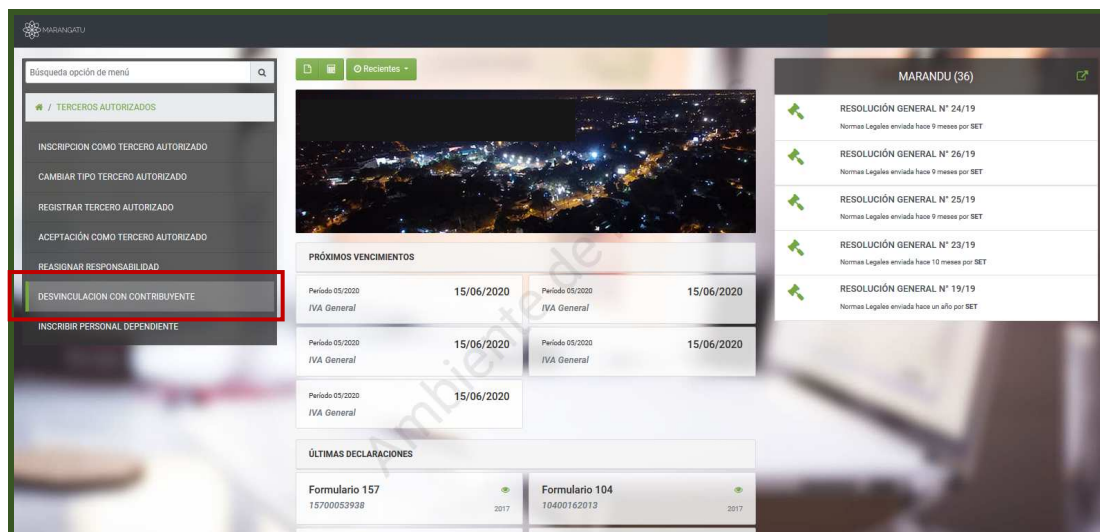 MARANGATU
Búsqueda opción de menú
/ TERCEROS AUTORIZADOS
INSCRIPCION COMO TERCERO AUTORIZADO
CAMBIAR TIPO TERCERO AUTORIZADO
REGISTRAR TERCERO AUTORIZADO
ACEPTACIÓN COMO TERCERO AUTORIZADO
REASIGNAR RESPONSABILIDAD
DESVINCULACION CON CONTRIBUYENTE
INSCRIBIR PERSONAL DEPENDIENTE
Recientes
PRÓXIMOS VENCIMIENTOS
Período 05/2020 15/06/2020
IVA General
Período 05/2020 15/06/2020
IVA General
Período 05/2020 15/06/2020
IVA General
Período 05/2020 15/06/2020
IVA General
Período 05/2020 15/06/2020
IVA General
Ambiente de
ÚLTIMAS DECLARACIONES
Formulario 157
15700053938 2017
Formulario 104
10400162013 2017
MARANDU (36)
RESOLUCIÓN GENERAL N° 24/19
Normas Legales enviada hace 9 meses por SET
RESOLUCIÓN GENERAL N° 26/19
Normas Legales enviada hace 9 meses por SET
RESOLUCIÓN GENERAL N° 25/19
Normas Legales enviada hace 9 meses por SET
RESOLUCIÓN GENERAL N° 23/19
Normas Legales enviada hace 10 meses por SET
RESOLUCIÓN GENERAL N° 19/19
Normas Legales enviada hace un año por SET